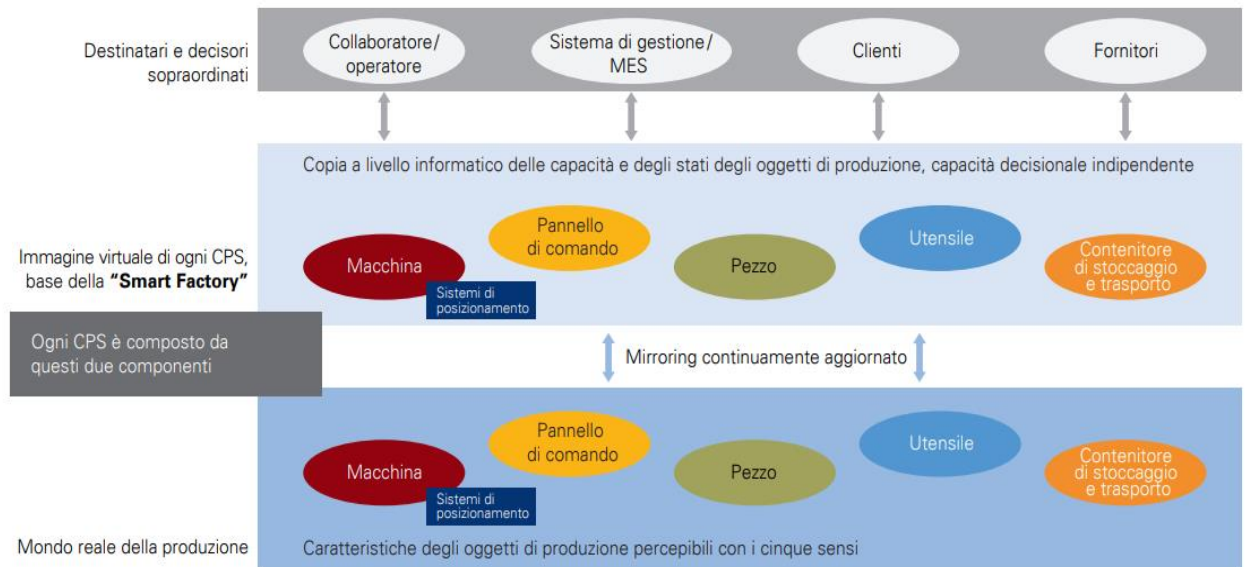 Destinatari e decisori
sopraordinati
Collaboratore/
operatore
Sistema di gestione/
MES
Clienti
Fornitori
Copia a livello informatico delle capacità e degli stati degli oggetti di produzione, capacità decisionale indipendente
Immagine virtuale di ogni CPS,
base della “Smart Factory”
Macchina
Sistemi di
posizionamento
Pannello
di comando
Pezzo
Utensile
Contenitore
di stoccaggio
e trasporto
Ogni CPS è composto da
questi due componenti
Mirroring continuamente aggiornato
Macchina
Sistemi di
posizionamento
Pannello
di comando
Pezzo
Utensile
Contenitore
di stoccaggio
e trasporto
Mondo reale della produzione
Caratteristiche degli oggetti di produzione percepibili con i cinque sensi